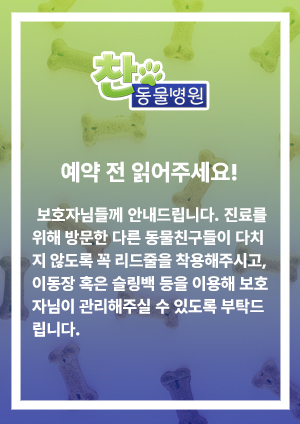 찬
동물병원
예약 전 읽어주세요!
보호자님들께 안내드립니다. 진료를
위해 방문한 다른 동물친구들이 다치
지 않도록 꼭 리드줄을 착용해주시고,
이동장 혹은 슬링백 등을 이용해 보호
자님이 관리해주실 수 있도록 부탁드
립니다.